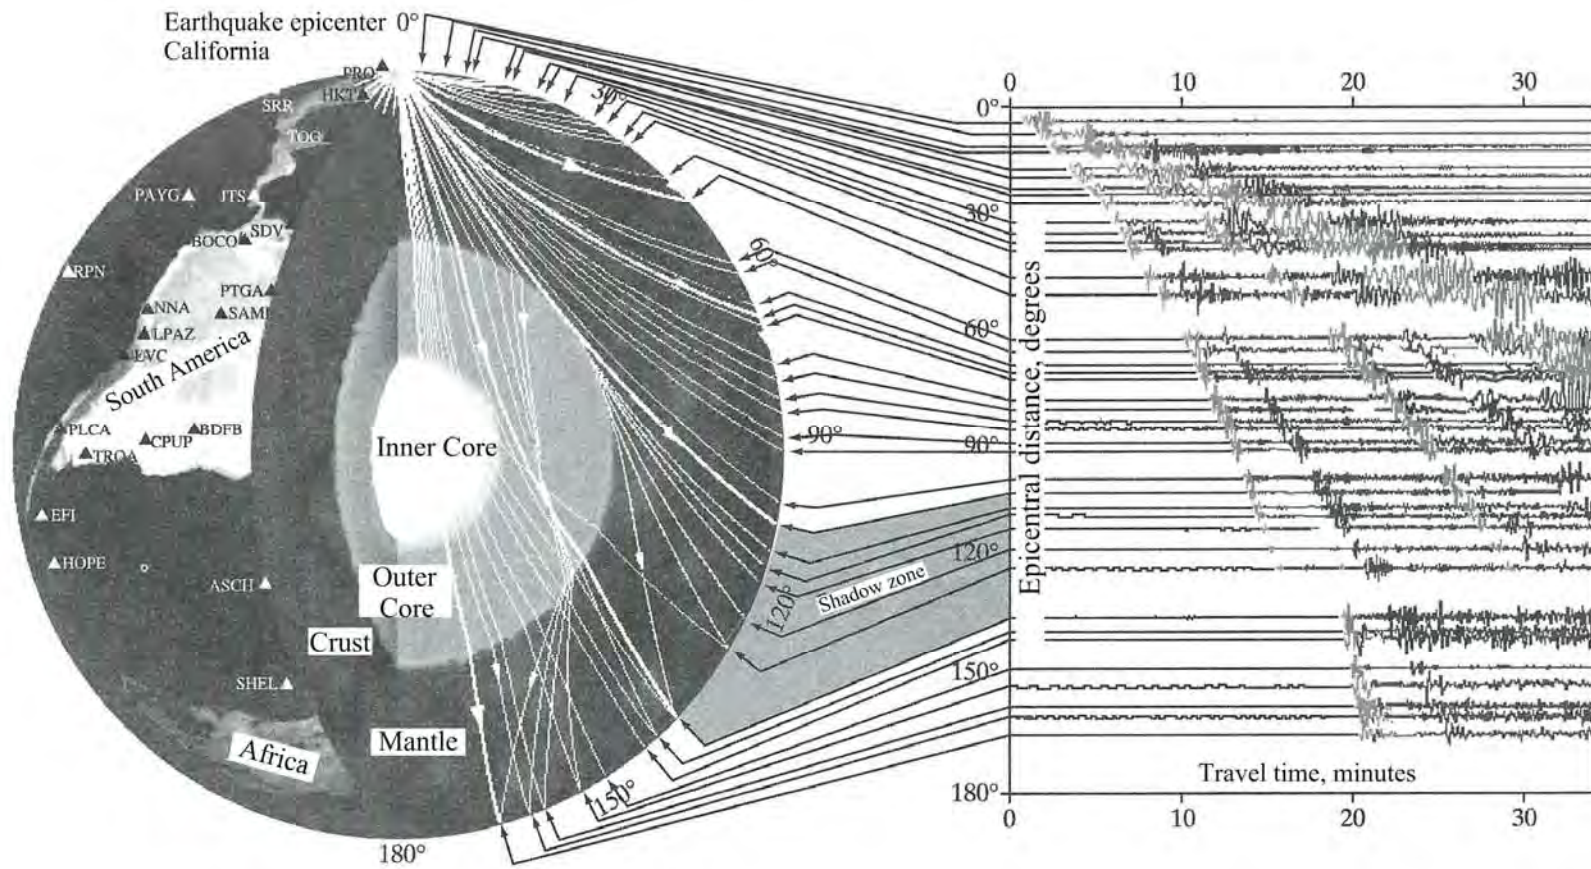 Earthquake epicenter 0°
California
PRO
HKT
SRR
TOG
PAYG
JTS
SDV
BOCO
RPN
PTGA
NNA
SAML
LPAZ
LVC
South America
PLCA
BDFB
CPUP
TROA
EFI
HOPE
ASCH
SHEL
Africa
Inner Core
Outer
Core
Crust
Mantle
30°
60°
90°
120°
150°
180°
Shadow zone
0 10 20 30
0°
30°
60°
90°
120°
150°
180°
Epicentral distance, degrees
Travel time, minutes
0 10 20 30